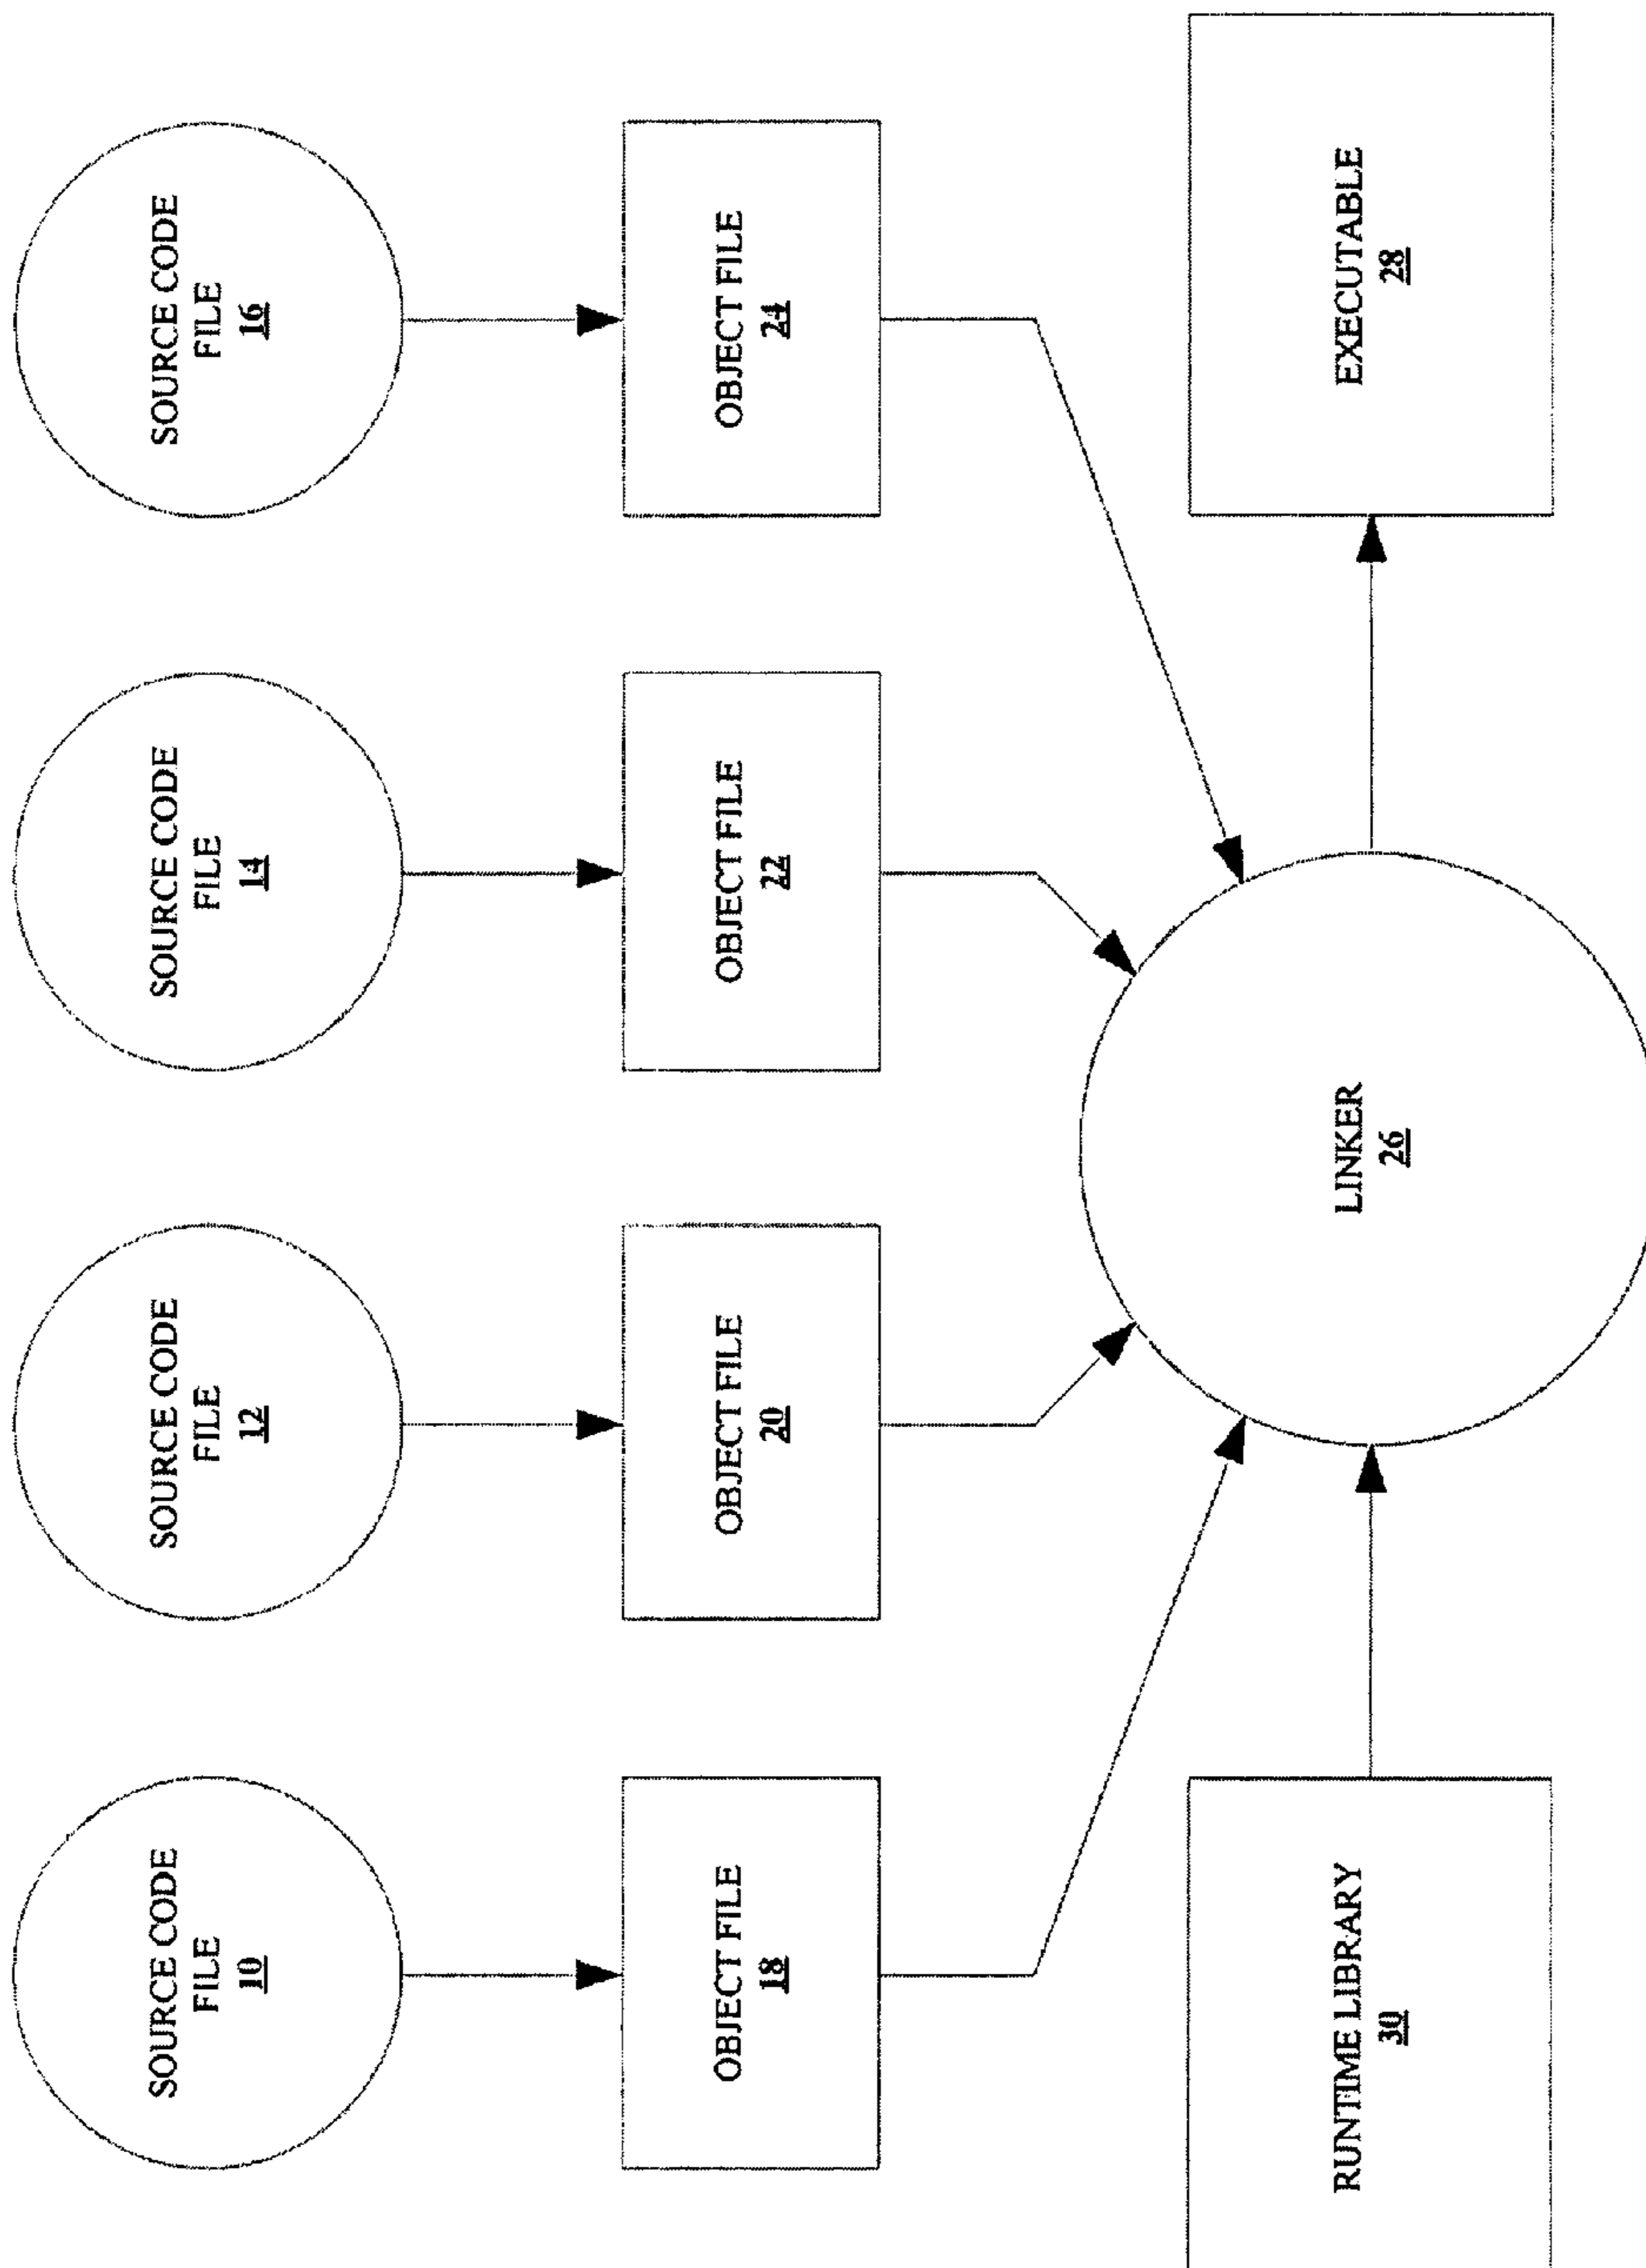 SOURCE CODE
FILE
10
SOURCE CODE
FILE
12
SOURCE CODE
FILE
14
SOURCE CODE
FILE
16
OBJECT FILE
18
OBJECT FILE
20
OBJECT FILE
22
OBJECT FILE
24
RUNTIME LIBRARY
30
LINKER
26
EXECUTABLE
28